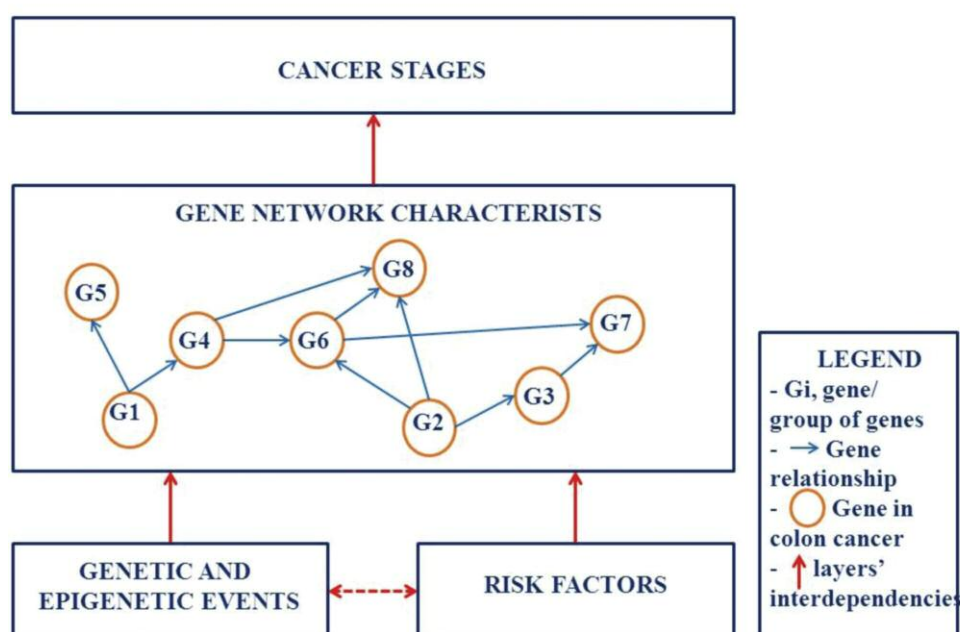 CANCER STAGES
GENE NETWORK CHARACTERISTS
G8
G5
G7
G4
G6
G3
G1
G2
GENETIC AND
EPIGENETIC EVENTS
RISK FACTORS
LEGEND
- Gi, gene/
group of genes
- → Gene
relationship
- Gene in
colon cancer
- ↑ layers'
interdependencies